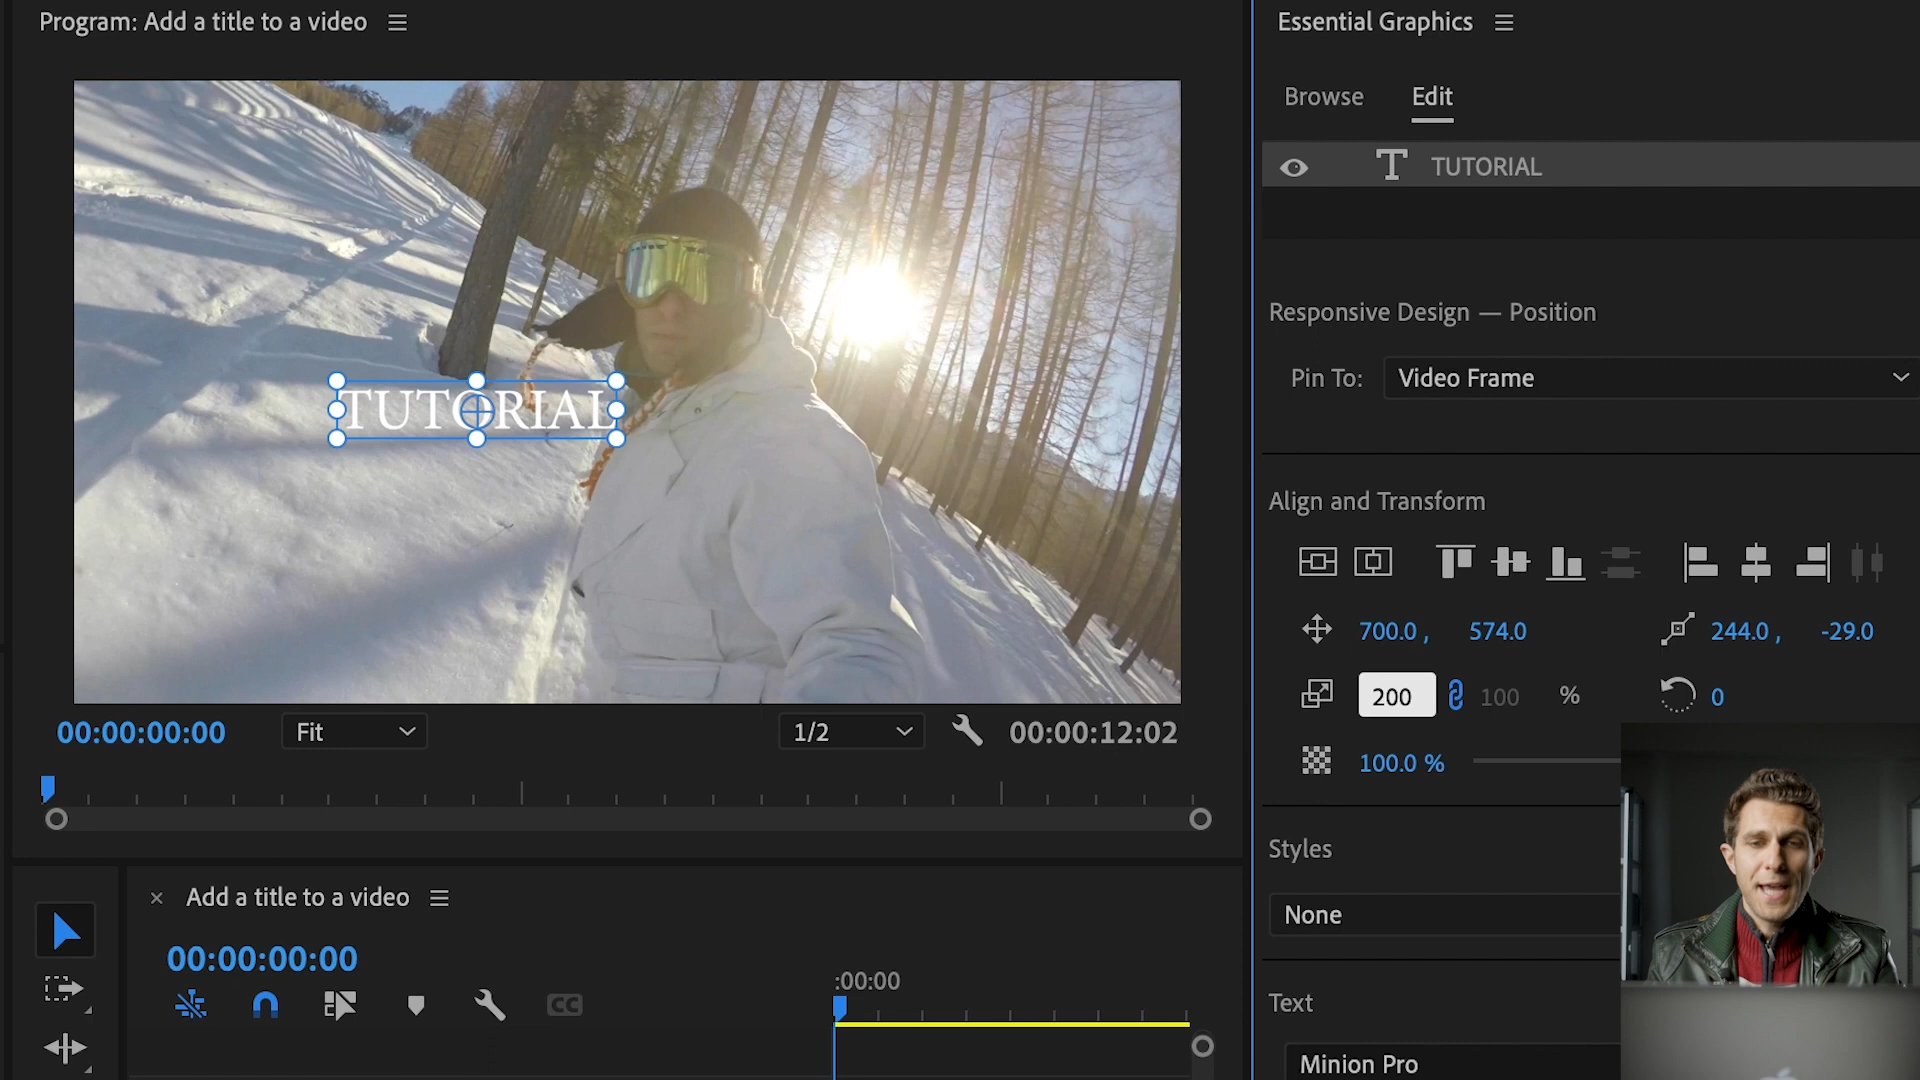 Program: Add a title to a video
Essential Graphics
Browse
Edit
TUTORIAL
Responsive Design — Position
Pin To:
Video Frame
TUTORIAL
Align and Transform
700.0 ,
574.0
244.0 ,
-29.0
200
100
%
0
100.0 %
00:00:00:00
Fit
1/2
00:00:12:02
Styles
None
Add a title to a video
00:00:00:00
:00:00
CC
Text
Minion Pro